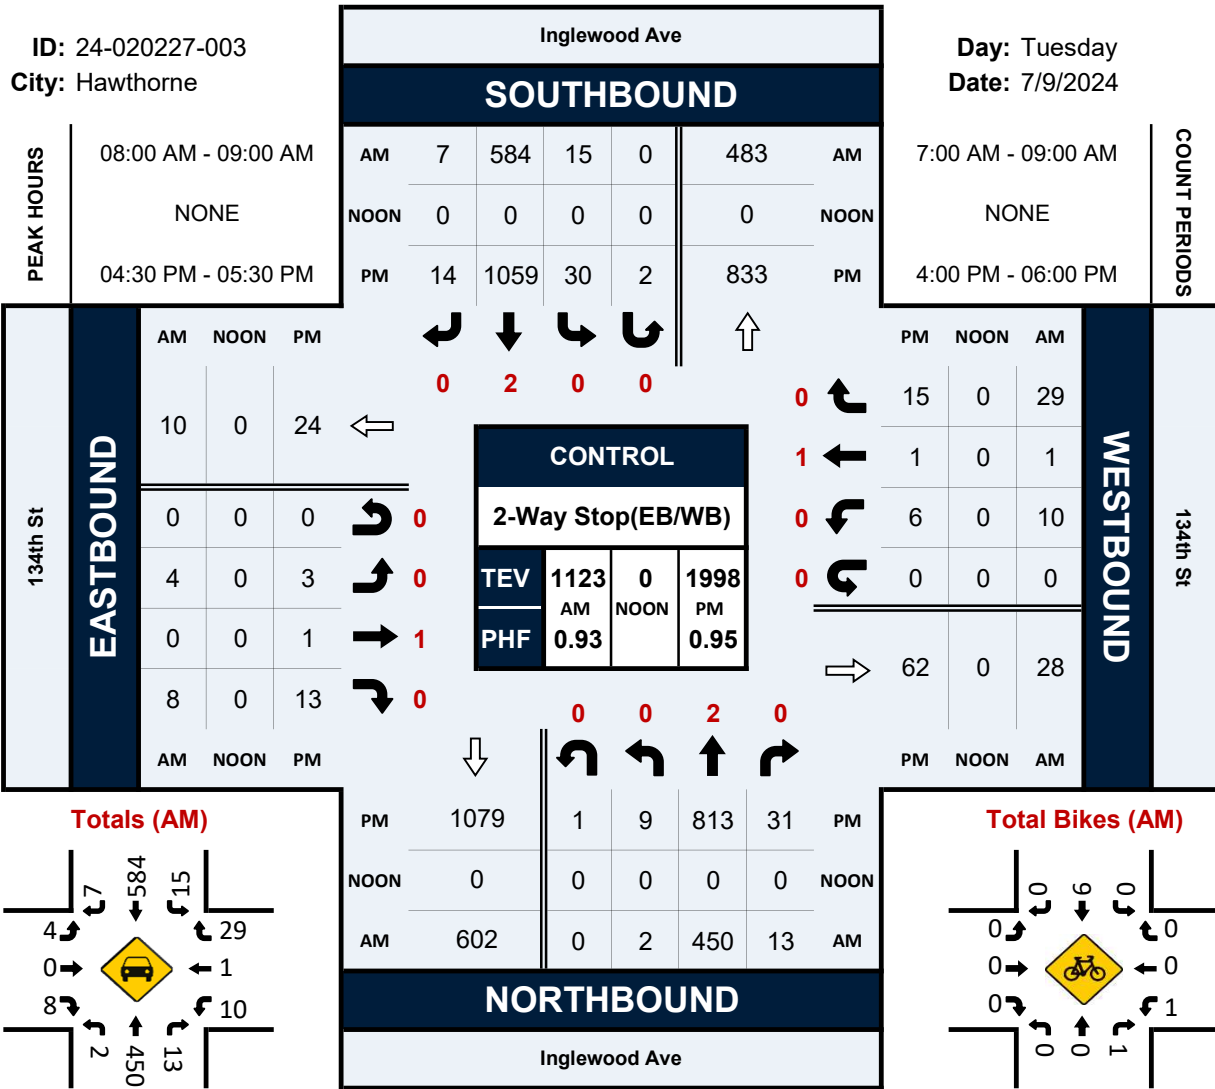 Inglewood Ave
ID: 24-020227-003
Day: Tuesday
City: Hawthorne
Date: 7/9/2024
SOUTHBOUND
PEAK HOURS
08:00 AM - 09:00 AM
NONE
04:30 PM - 05:30 PM
AM 7 584 15 0 483 AM
NOON 0 0 0 0 0 NOON
PM 14 1059 30 2 833 PM
7:00 AM - 09:00 AM
NONE
4:00 PM - 06:00 PM
COUNT PERIODS
0 2 0 0
134th St
EASTBOUND
AM NOON PM
10 0 24
0 0 0 0
4 0 3 0
0 0 1 1
8 0 13 0
AM NOON PM
CONTROL
2-Way Stop(EB/WB)
TEV 1123 0 1998
AM NOON PM
PHF 0.93 0.95
PM NOON AM
0 15 0 29
1 1 0 1
0 6 0 10
0 0 0 0
62 0 28
PM NOON AM
WESTBOUND
134th St
0 0 2 0
PM 1079 1 9 813 31 PM
NOON 0 0 0 0 0 NOON
AM 602 0 2 450 13 AM
NORTHBOUND
Inglewood Ave
Totals (AM)
7 584 15
4 29
0 1
8 10
2 450 13
Total Bikes (AM)
0 9 0
0 0
0 0
0 1
0 0 1